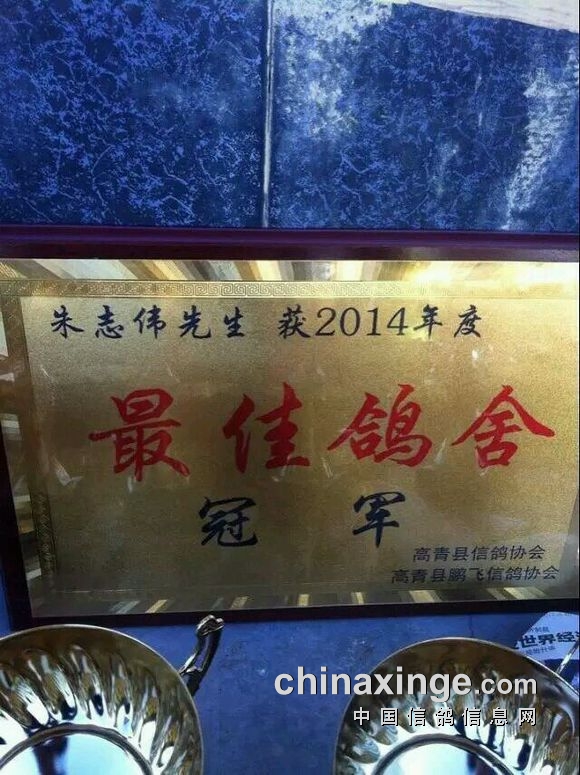 朱志伟先生 获2014年度
最佳鸽舍
冠军
高青县信鸽协会
高青县鹏飞信鸽协会
世界经
chinaxinge.com
中国信鸽信息网